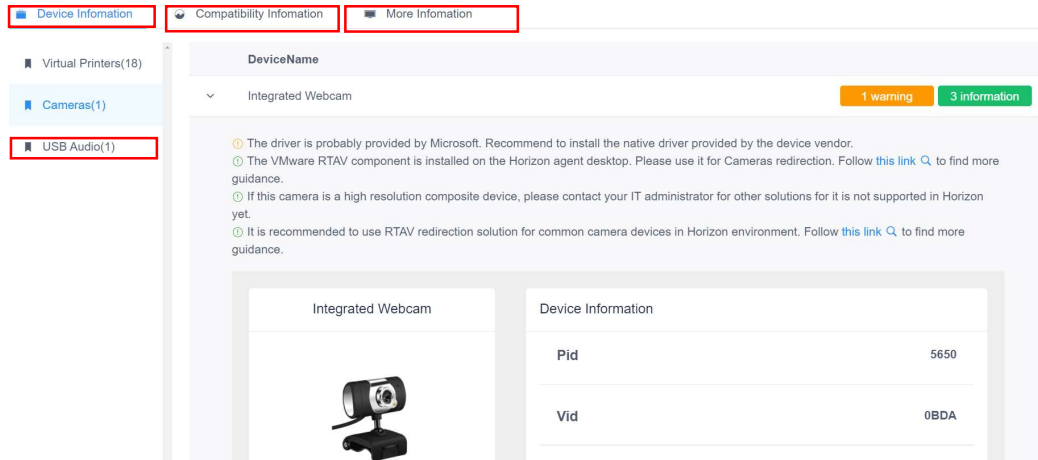 Device Infomation
Compatibility Infomation
More Infomation
Virtual Printers(18)
Cameras(1)
USB Audio(1)
DeviceName
Integrated Webcam
1 warning
3 information
The driver is probably provided by Microsoft. Recommend to install the native driver provided by the device vendor.
The VMware RTAV component is installed on the Horizon agent desktop. Please use it for Cameras redirection. Follow this link to find more
guidance.
If this camera is a high resolution composite device, please contact your IT administrator for other solutions for it is not supported in Horizon
yet.
It is recommended to use RTAV redirection solution for common camera devices in Horizon environment. Follow this link to find more
guidance.
Integrated Webcam
Device Information
Pid 5650
Vid 0BDA